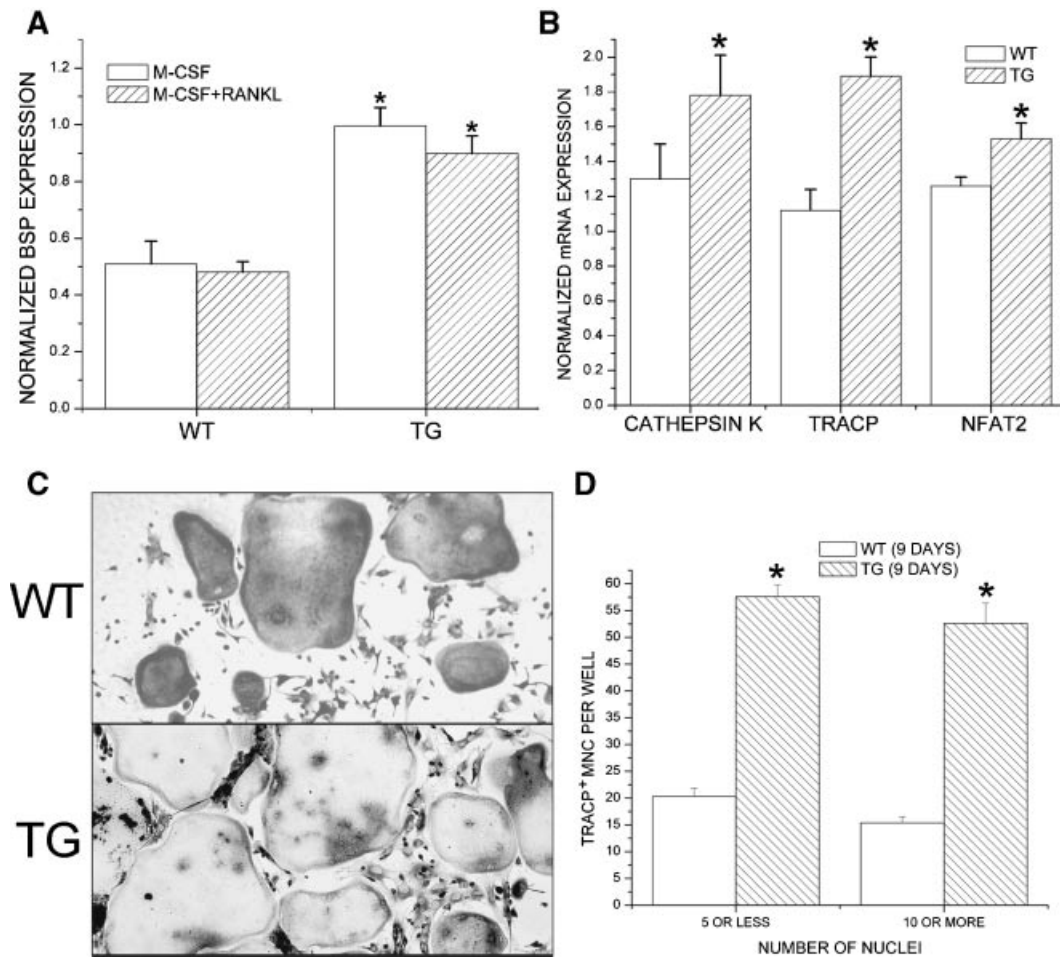 A
NORMALIZED BSP EXPRESSION
1.2
1.0
0.8
0.6
0.4
0.2
0.0
M-CSF
M-CSF+RANKL
*
*
WT
TG
B
NORMALIZED mRNA EXPRESSION
2.0
1.8
1.6
1.4
1.2
1.0
0.8
0.6
0.4
0.2
0.0
WT
TG
*
*
*
CATHEPSIN K
TRACP
NFAT2
C
WT
TG
D
TRACP+ MNC PER WELL
60
55
50
45
40
35
30
25
20
15
10
5
0
WT (9 DAYS)
TG (9 DAYS)
*
*
5 OR LESS
10 OR MORE
NUMBER OF NUCLEI